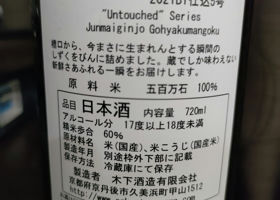 2021BY仕込5号
"Untouched" Series
Junmaiginjo Gohyakumangoku
槽口から、今まさに生まれんとする瞬間の
しずくをびんに詰めました。蔵でしか味わえない
新鮮さあふれる一瞬をお届けします。
原料米 五百万石 100%
品目 日本酒 内容量 720ml
アルコール分 17度以上18度未満
精米歩合 60%
原材料名 米(国産)、米こうじ(国産米)
製造年月 別途枠外下部に記載
保存方法 冷蔵庫にて保存
製造者 木下酒造有限会社
京都府京丹後市久美浜町甲山1512